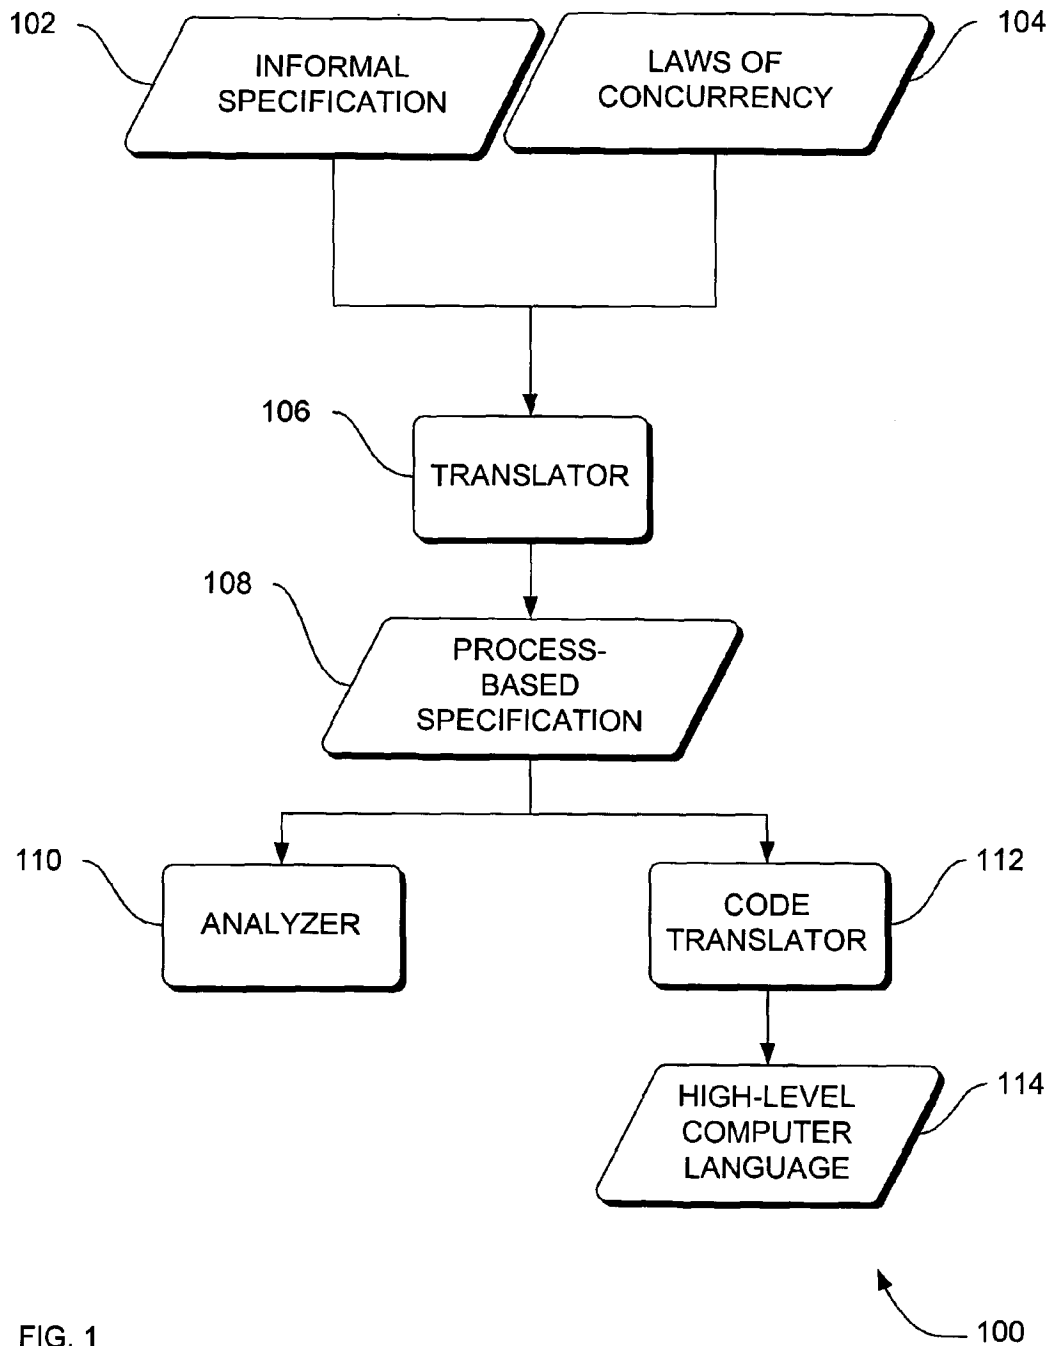 102
INFORMAL
SPECIFICATION
LAWS OF
CONCURRENCY
104
106
TRANSLATOR
108
PROCESS-
BASED
SPECIFICATION
110
ANALYZER
CODE
TRANSLATOR
112
HIGH-LEVEL
COMPUTER
LANGUAGE
114
FIG. 1
100